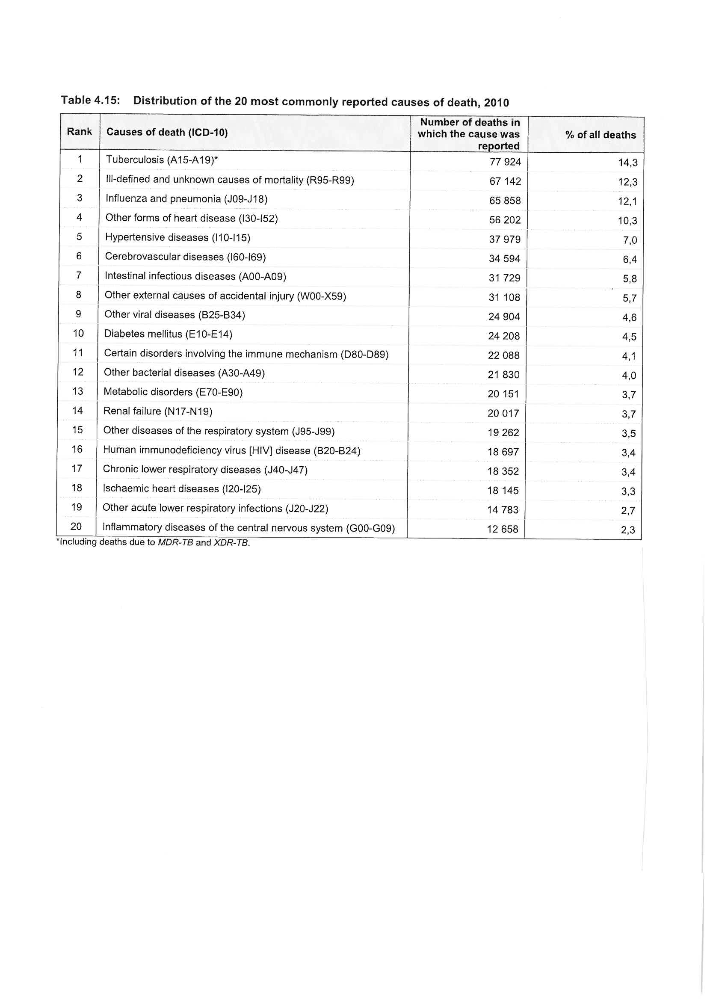 Table 4.15: Distribution of the 20 most commonly reported causes of death, 2010
Rank Causes of death (ICD-10) Number of deaths in which the cause was reported % of all deaths
1 Tuberculosis (A15-A19)* 77 924 14,3
2 Ill-defined and unknown causes of mortality (R95-R99) 67 142 12,3
3 Influenza and pneumonia (J09-J18) 65 858 12,1
4 Other forms of heart disease (I30-I52) 56 202 10,3
5 Hypertensive diseases (I10-I15) 37 979 7,0
6 Cerebrovascular diseases (I60-I69) 34 594 6,4
7 Intestinal infectious diseases (A00-A09) 31 729 5,8
8 Other external causes of accidental injury (W00-X59) 31 108 5,7
9 Other viral diseases (B25-B34) 24 904 4,6
10 Diabetes mellitus (E10-E14) 24 208 4,5
11 Certain disorders involving the immune mechanism (D80-D89) 22 088 4,1
12 Other bacterial diseases (A30-A49) 21 830 4,0
13 Metabolic disorders (E70-E90) 20 151 3,7
14 Renal failure (N17-N19) 20 017 3,7
15 Other diseases of the respiratory system (J95-J99) 19 262 3,5
16 Human immunodeficiency virus [HIV] disease (B20-B24) 18 697 3,4
17 Chronic lower respiratory diseases (J40-J47) 18 352 3,4
18 Ischaemic heart diseases (I20-I25) 18 145 3,3
19 Other acute lower respiratory infections (J20-J22) 14 783 2,7
20 Inflammatory diseases of the central nervous system (G00-G09) 12 658 2,3
*Including deaths due to MDR-TB and XDR-TB.